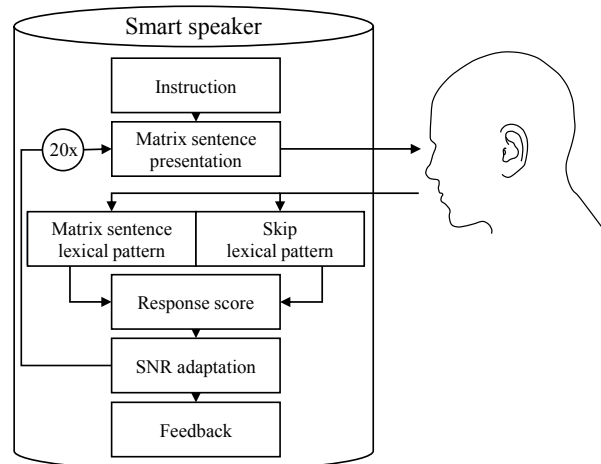 Smart speaker
Instruction
20x
Matrix sentence
presentation
Matrix sentence
lexical pattern
Skip
lexical pattern
Response score
SNR adaptation
Feedback